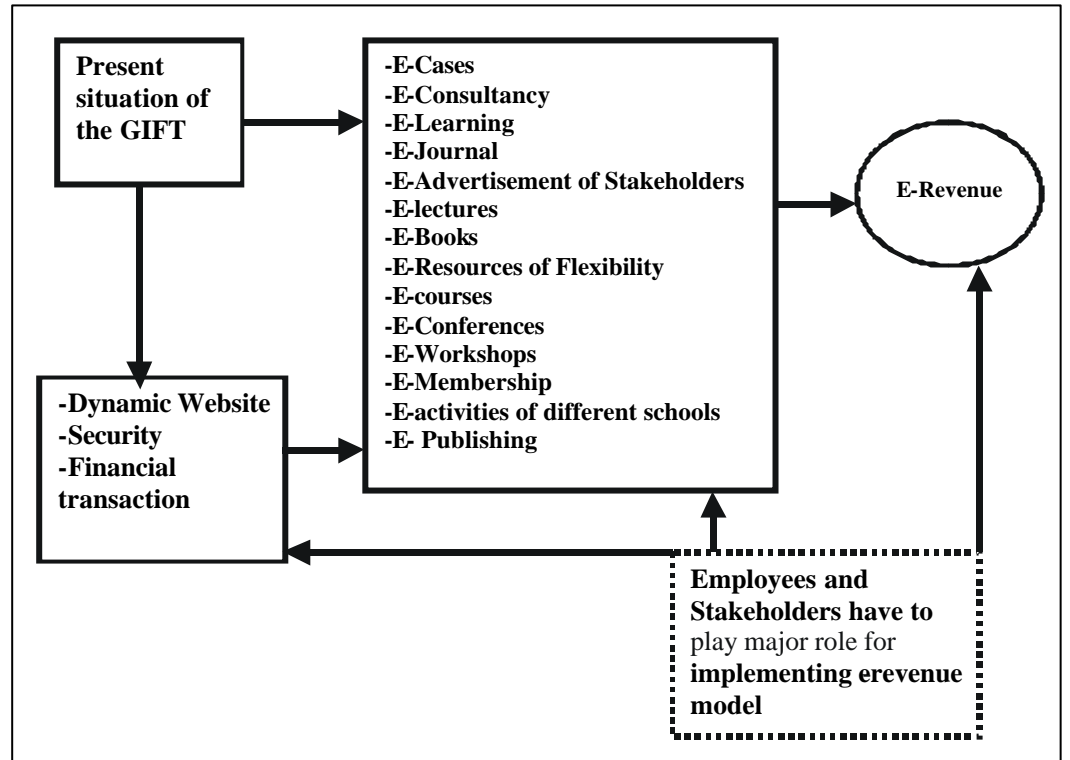 Present
situation of
the GIFT
-E-Cases
-E-Consultancy
-E-Learning
-E-Journal
-E-Advertisement of Stakeholders
-E-lectures
-E-Books
-E-Resources of Flexibility
-E-courses
-E-Conferences
-E-Workshops
-E-Membership
-E-activities of different schools
-E- Publishing
E-Revenue
-Dynamic Website
-Security
-Financial
transaction
Employees and
Stakeholders have to
play major role for
implementing erevenue
model